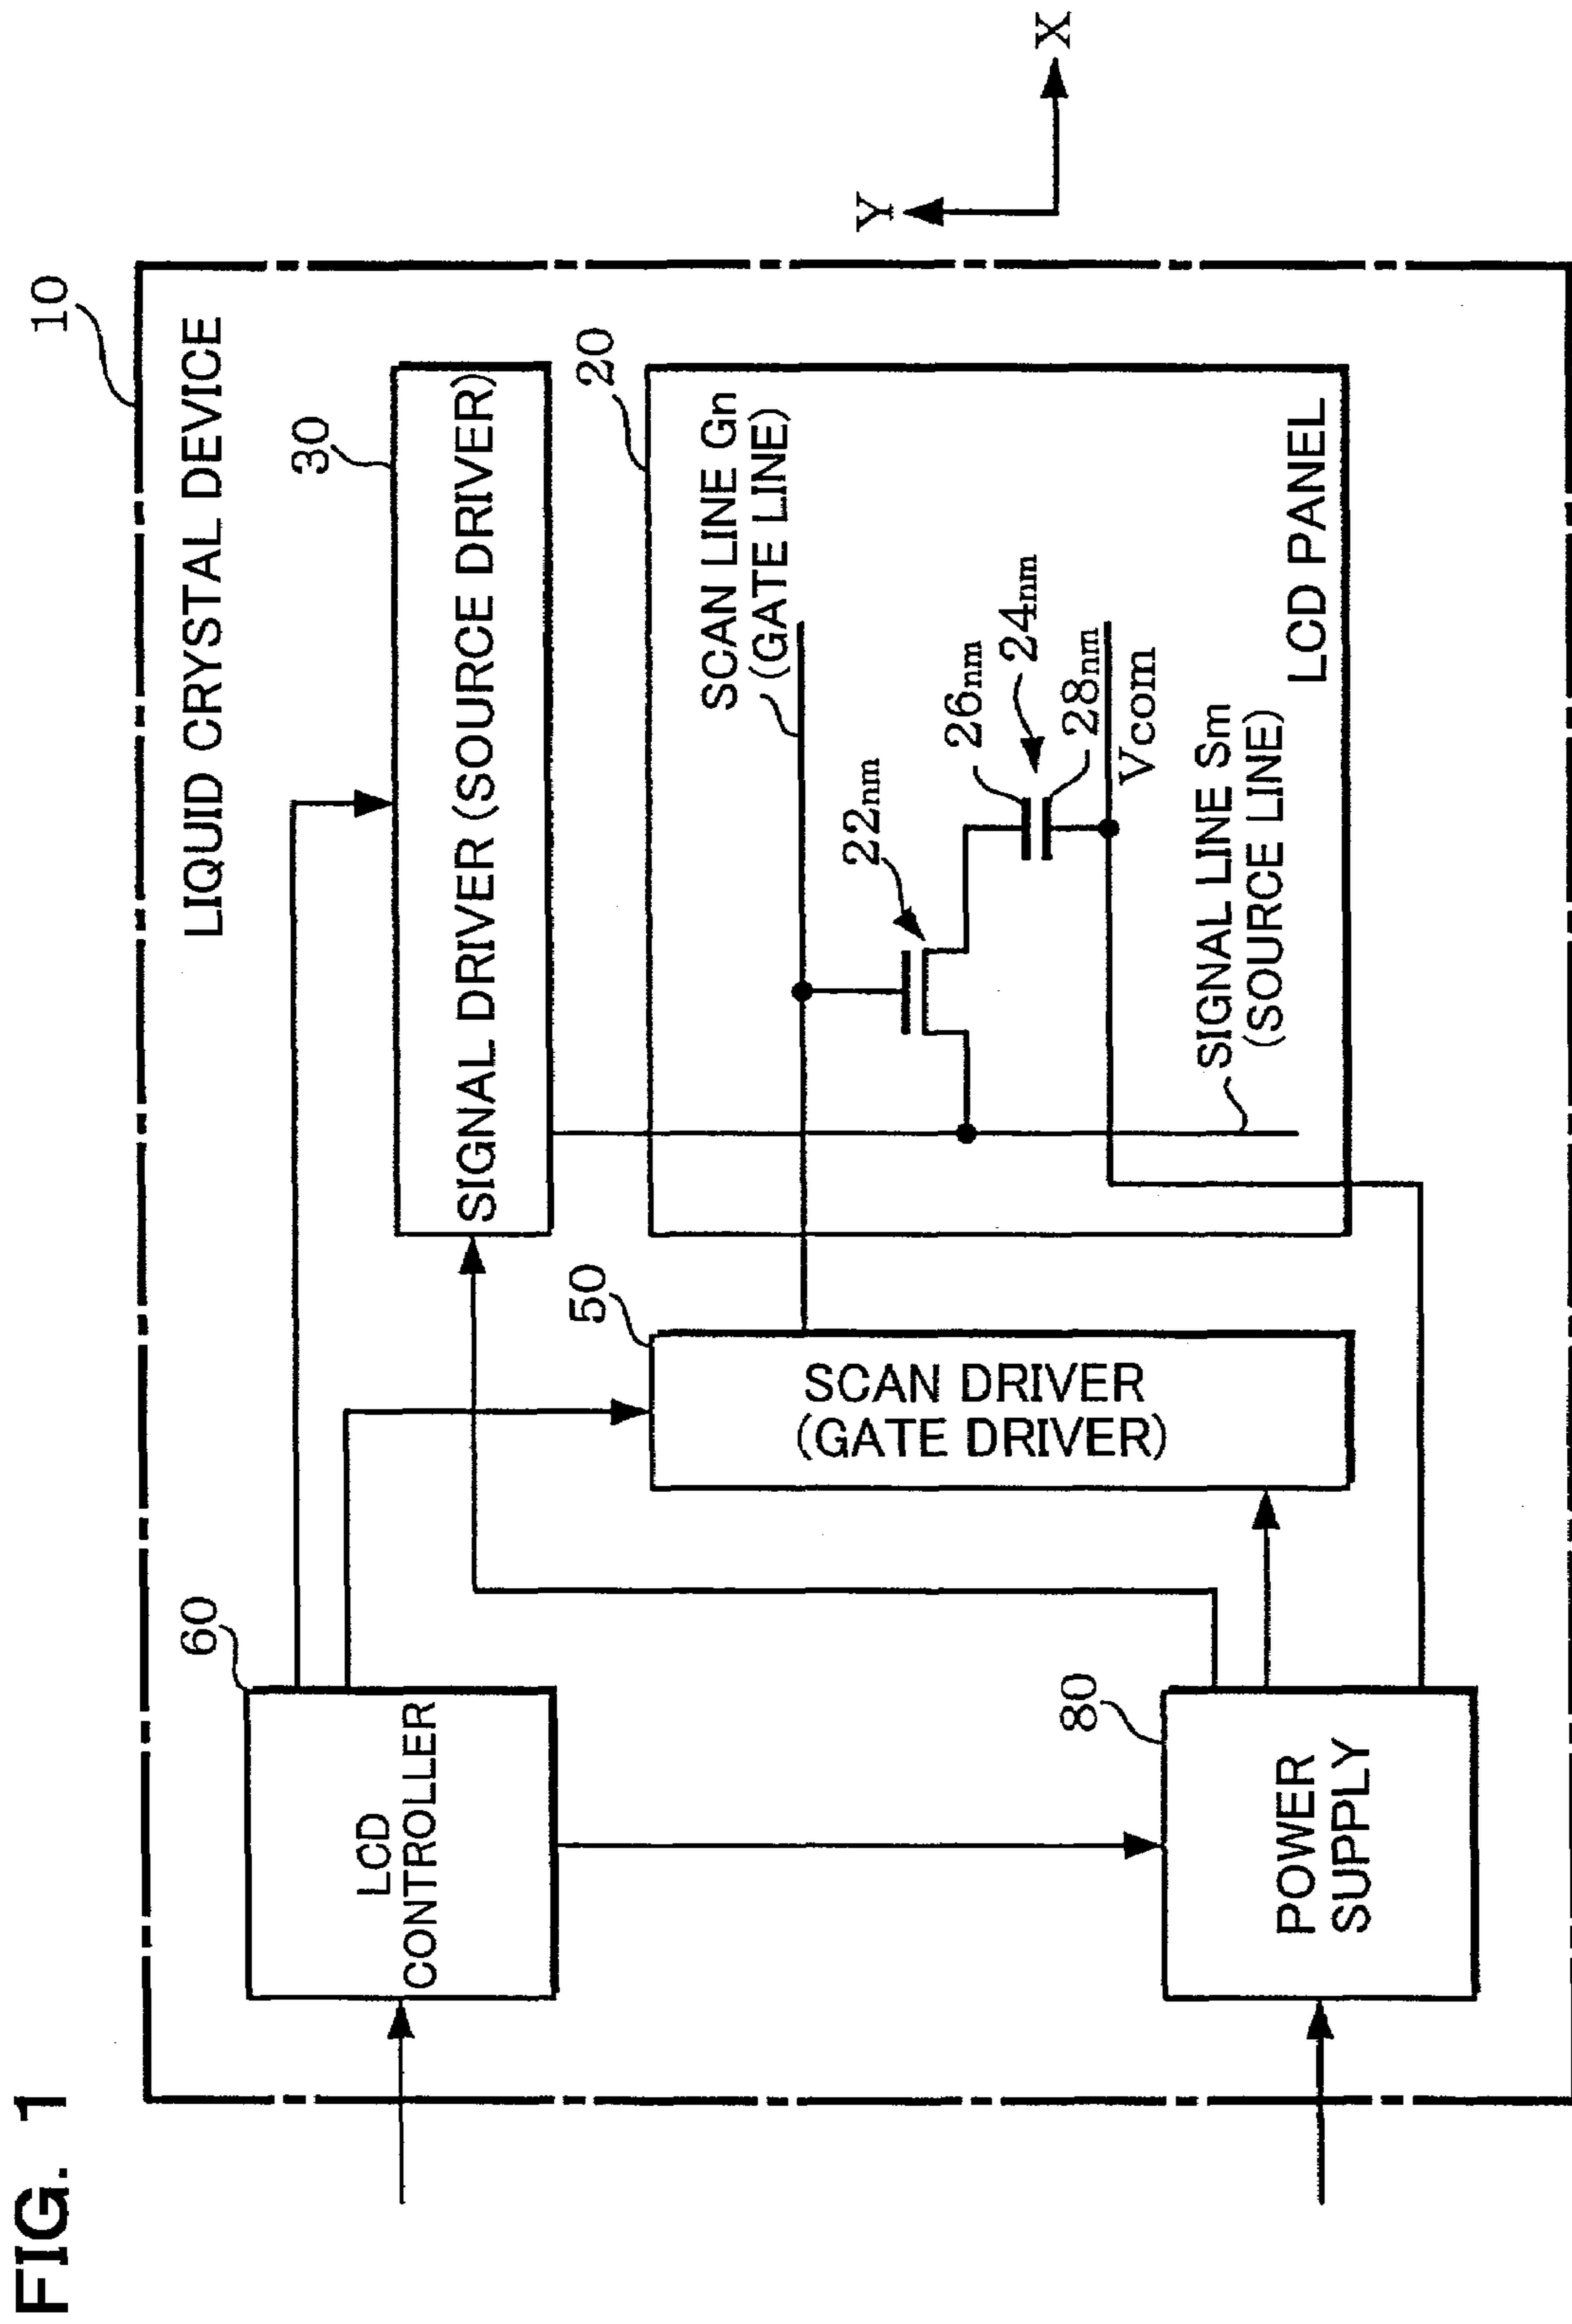 FIG. 1
10
LIQUID CRYSTAL DEVICE
60
LCD
CONTROLLER
30
SIGNAL DRIVER (SOURCE DRIVER)
50
SCAN DRIVER
(GATE DRIVER)
20
SCAN LINE Gn
(GATE LINE)
22nm
26nm
24nm
28nm
Vcom
SIGNAL LINE Sm
(SOURCE LINE)
LCD PANEL
80
POWER
SUPPLY
Y
X